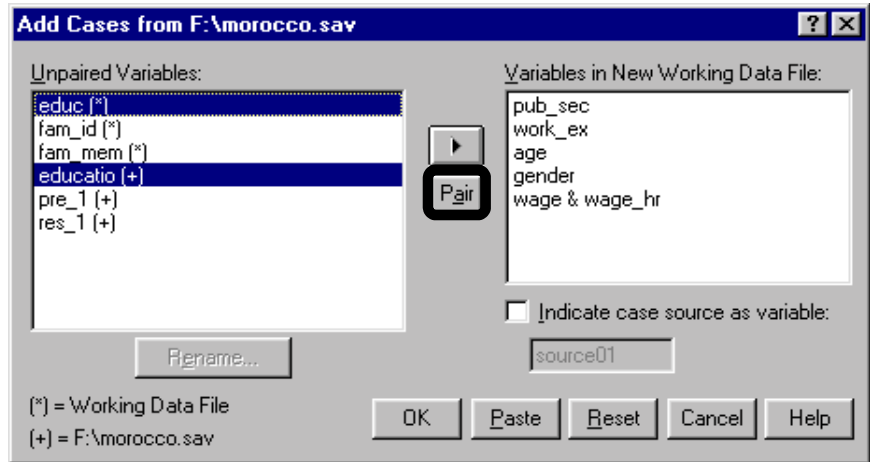 Add Cases from F:\morocco.sav
Unpaired Variables:
educ (*)
fam_id (*)
fam_mem (*)
educatio (+)
pre_1 (+)
res_1 (+)
Rename...
(*) = Working Data File
(+) = F:\morocco.sav
Pair
Variables in New Working Data File:
pub_sec
work_ex
age
gender
wage & wage_hr
Indicate case source as variable:
source01
OK Paste Reset Cancel Help